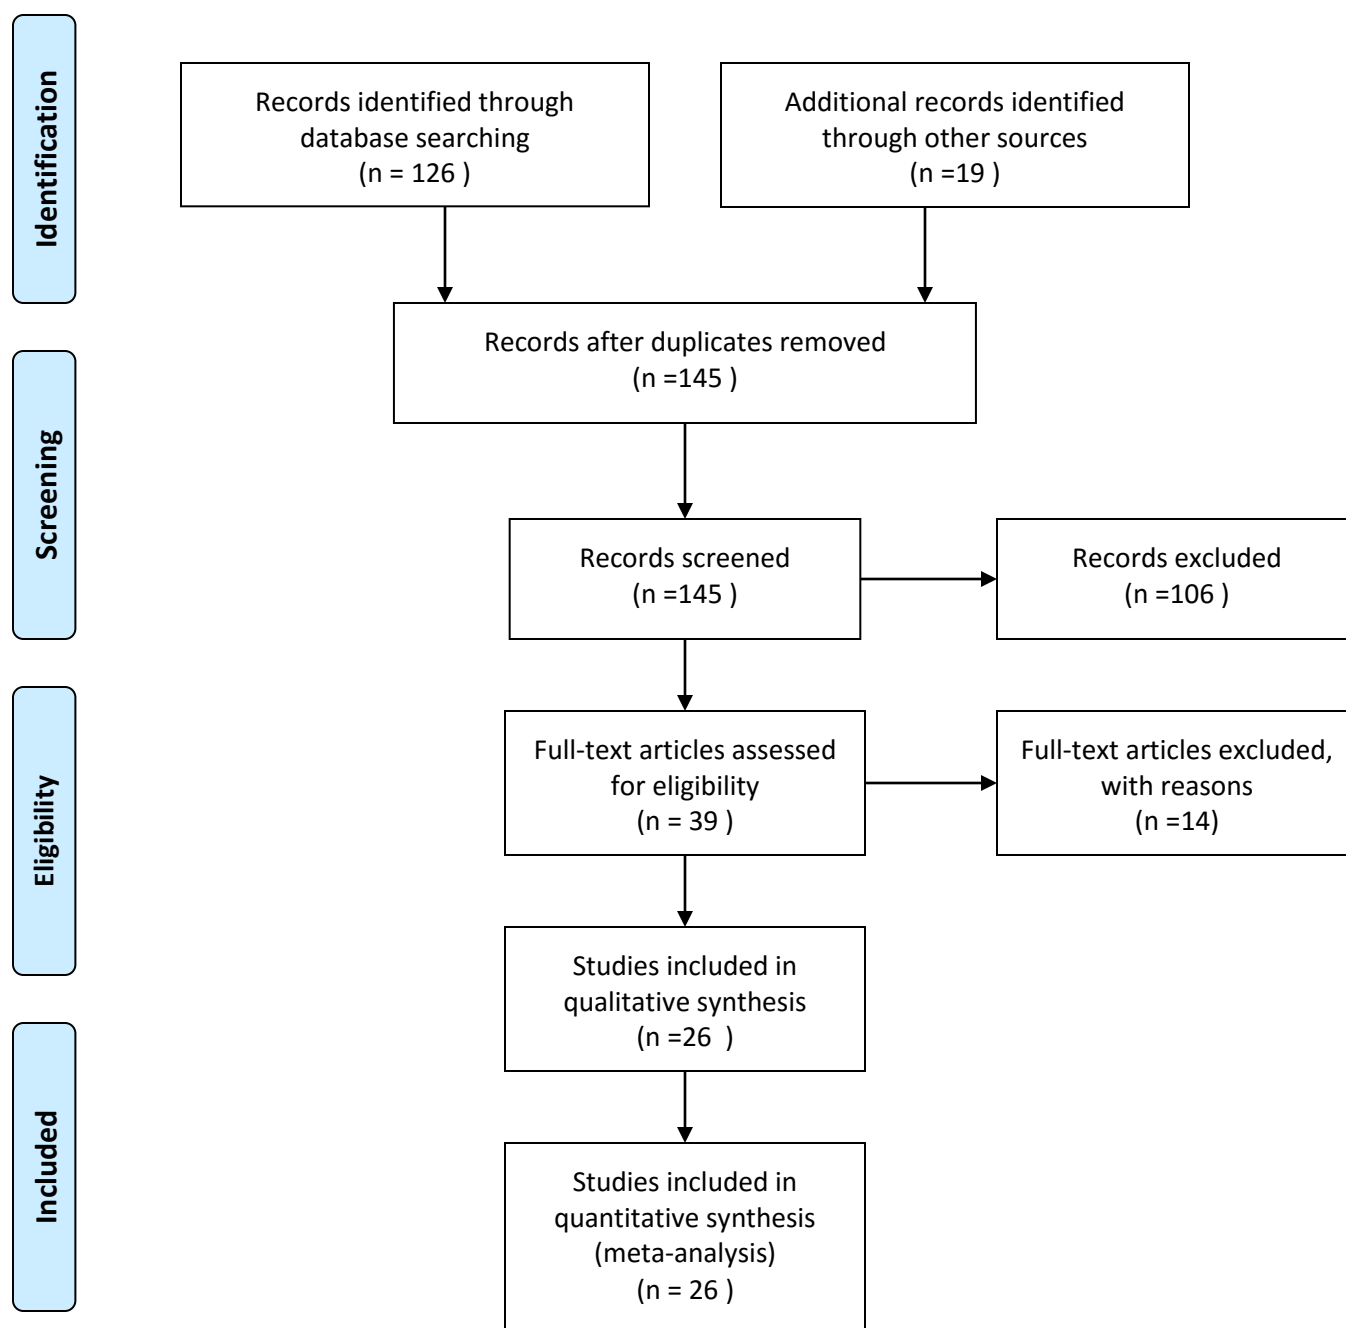 Identification
Records identified through
database searching
(n = 126 )
Additional records identified
through other sources
(n =19 )
Records after duplicates removed
(n =145 )
Screening
Records screened
(n =145 )
Records excluded
(n =106 )
Eligibility
Full-text articles assessed
for eligibility
(n = 39 )
Full-text articles excluded,
with reasons
(n =14)
Studies included in
qualitative synthesis
(n =26  )
Included
Studies included in
quantitative synthesis
(meta-analysis)
(n = 26 )